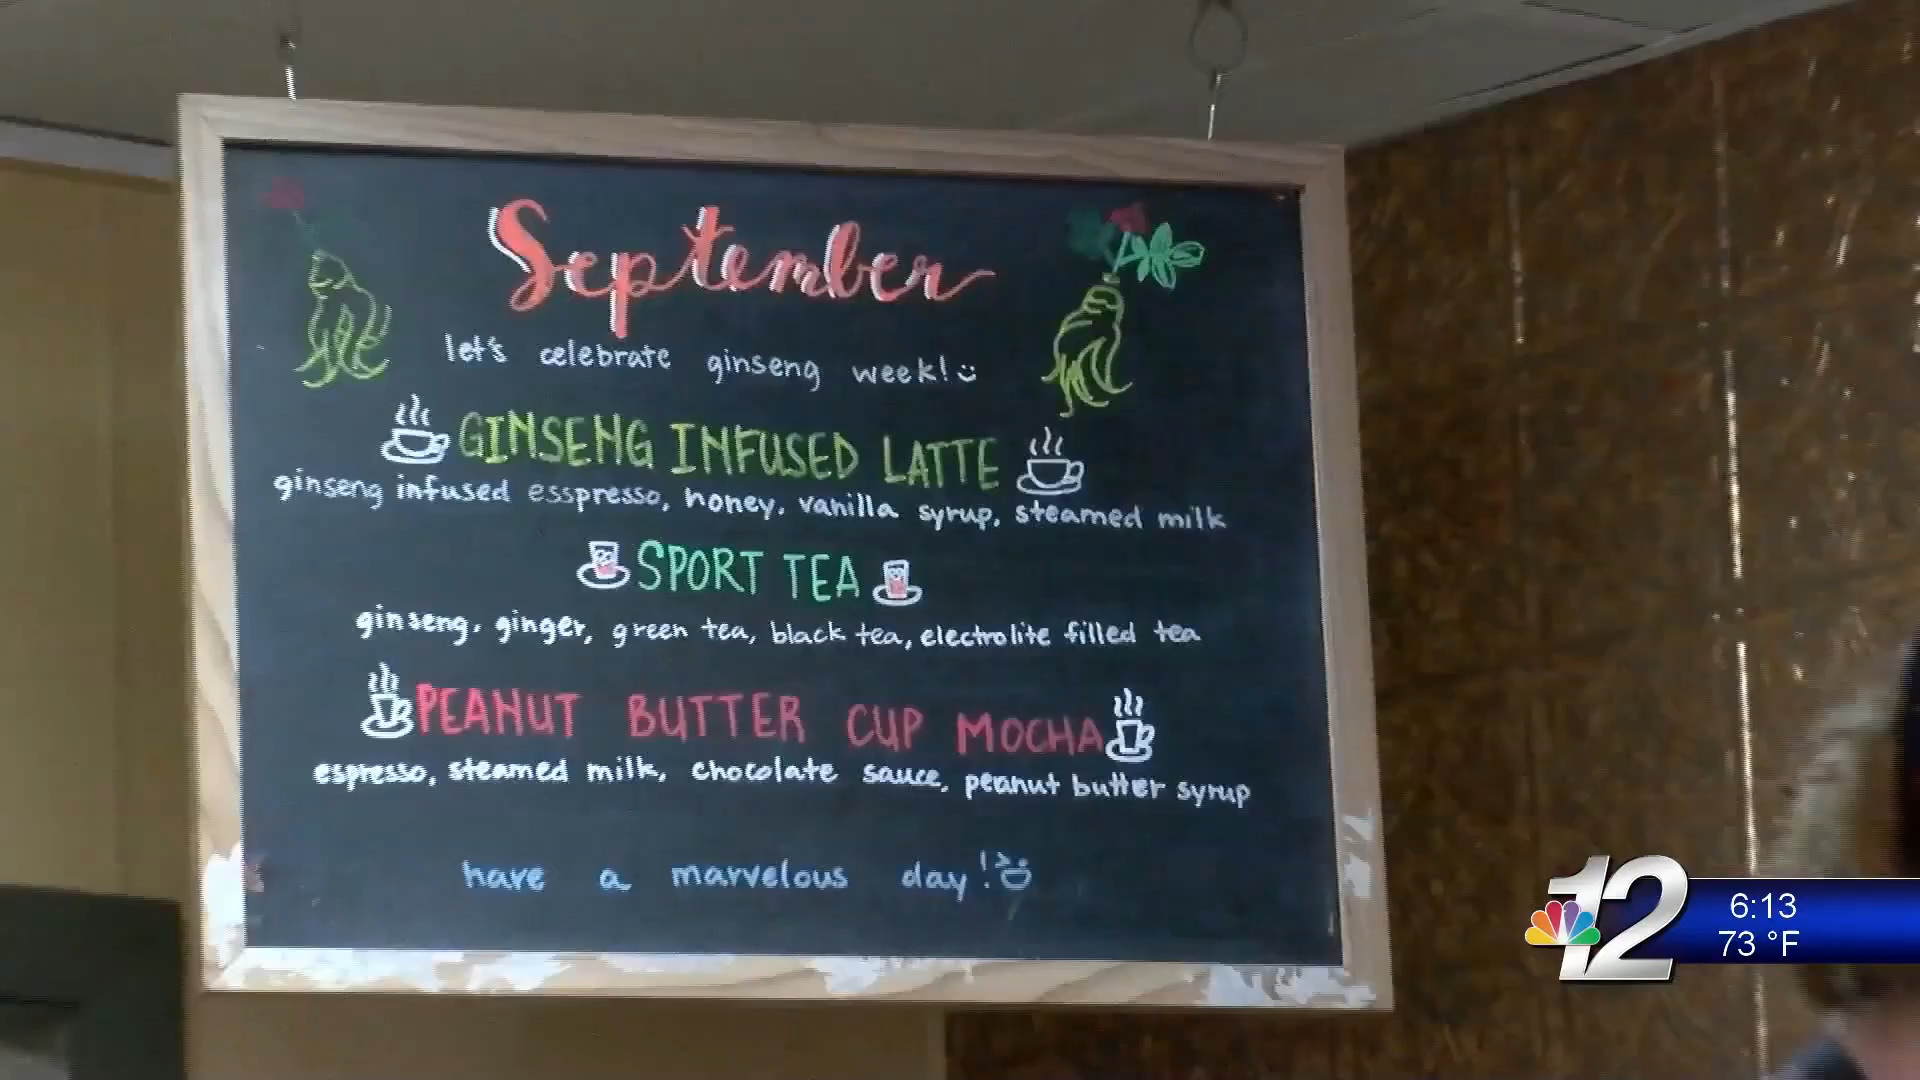 September
let's celebrate ginseng week!
GINSENG INFUSED LATTE
ginseng infused esspresso, honey, vanilla syrup, steamed milk
SPORT TEA
ginseng, ginger, green tea, black tea, electrolite filled tea
PEANUT BUTTER CUP MOCHA
espresso, steamed milk, chocolate sauce, peanut butter syrup
have a marvelous day!
12
6:13
73 °F